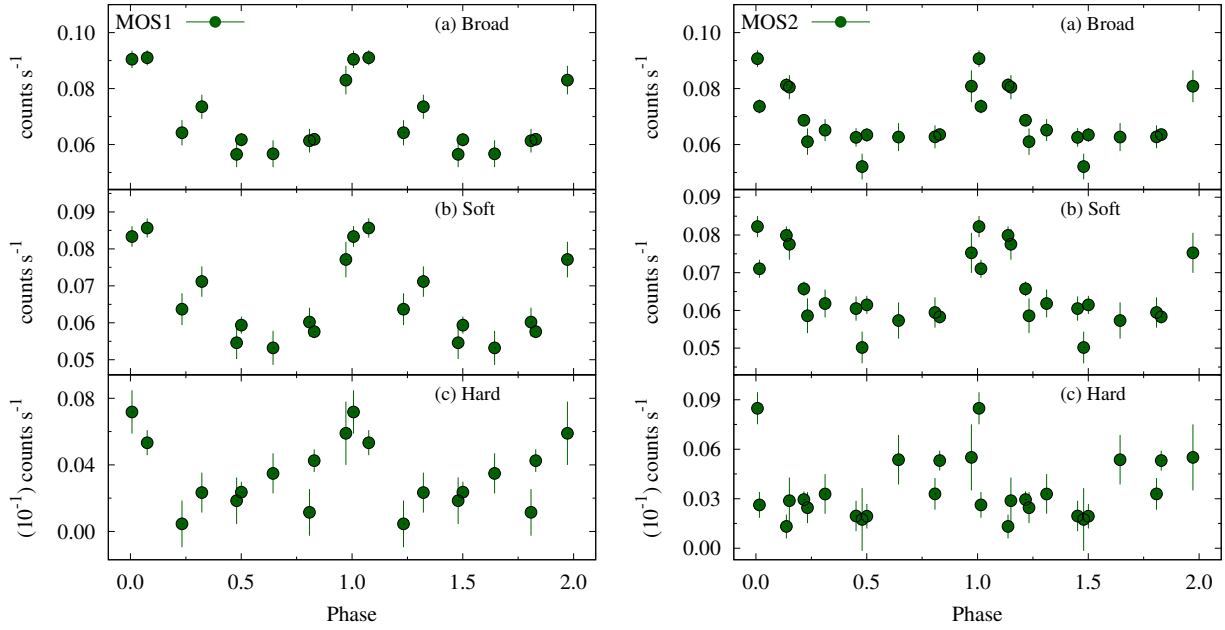 MOS1
(a) Broad
0.10
0.08
0.06
counts s⁻¹
(b) Soft
0.09
0.08
0.07
0.06
0.05
counts s⁻¹
(c) Hard
0.08
0.04
0.00
(10⁻¹) counts s⁻¹
0.0 0.5 1.0 1.5 2.0
Phase
MOS2
(a) Broad
0.10
0.08
0.06
counts s⁻¹
(b) Soft
0.09
0.08
0.07
0.06
0.05
counts s⁻¹
(c) Hard
0.09
0.06
0.03
0.00
(10⁻¹) counts s⁻¹
0.0 0.5 1.0 1.5 2.0
Phase